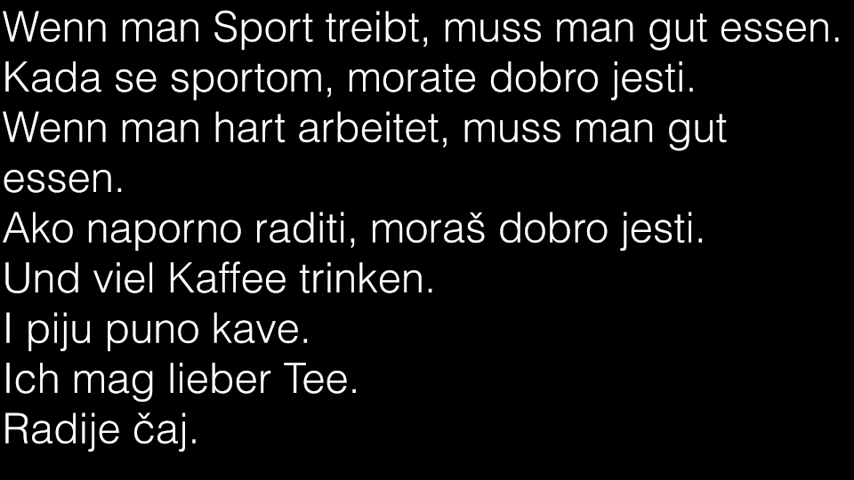 Wenn man Sport treibt, muss man gut essen.
Kada se sportom, morate dobro jesti.
Wenn man hart arbeitet, muss man gut
essen.
Ako naporno raditi, moraš dobro jesti.
Und viel Kaffee trinken.
I piju puno kave.
Ich mag lieber Tee.
Radije čaj.